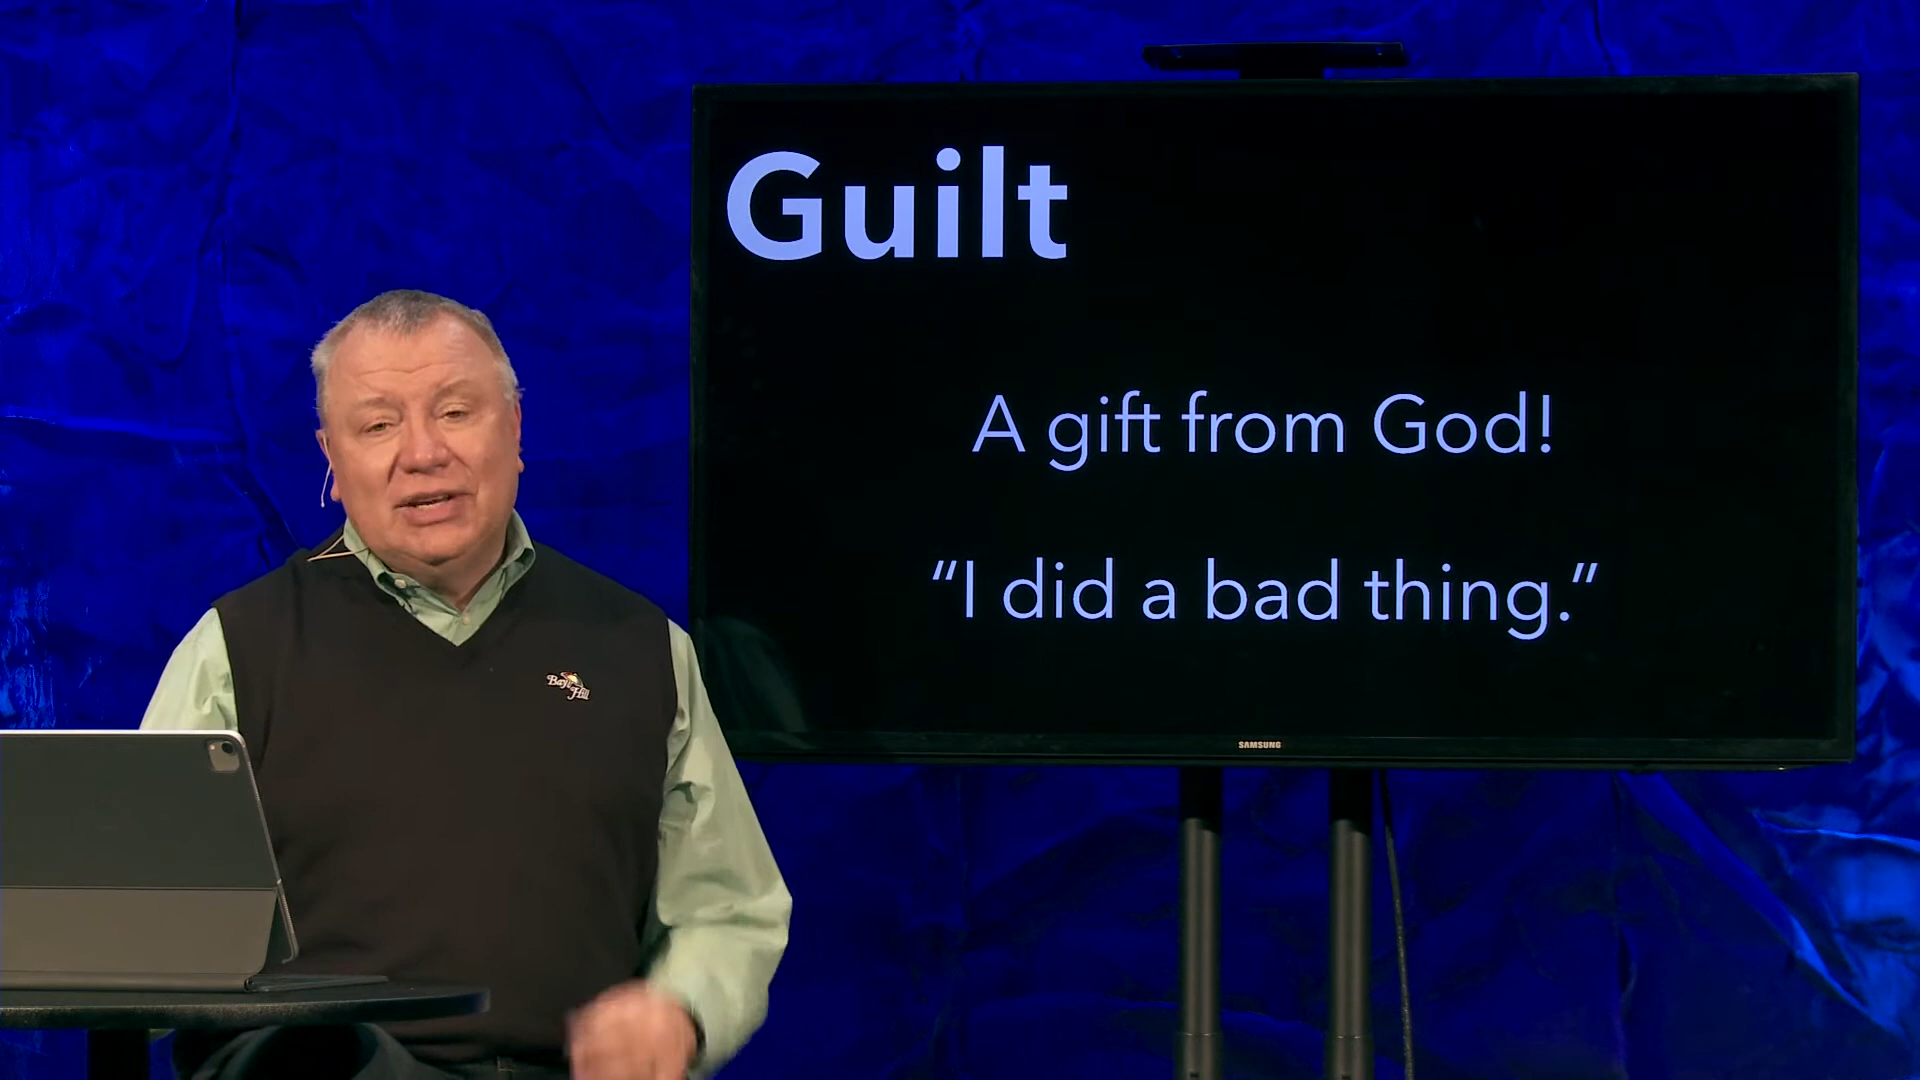 Guilt
A gift from God!
“I did a bad thing.”
Bay Hill
SAMSUNG